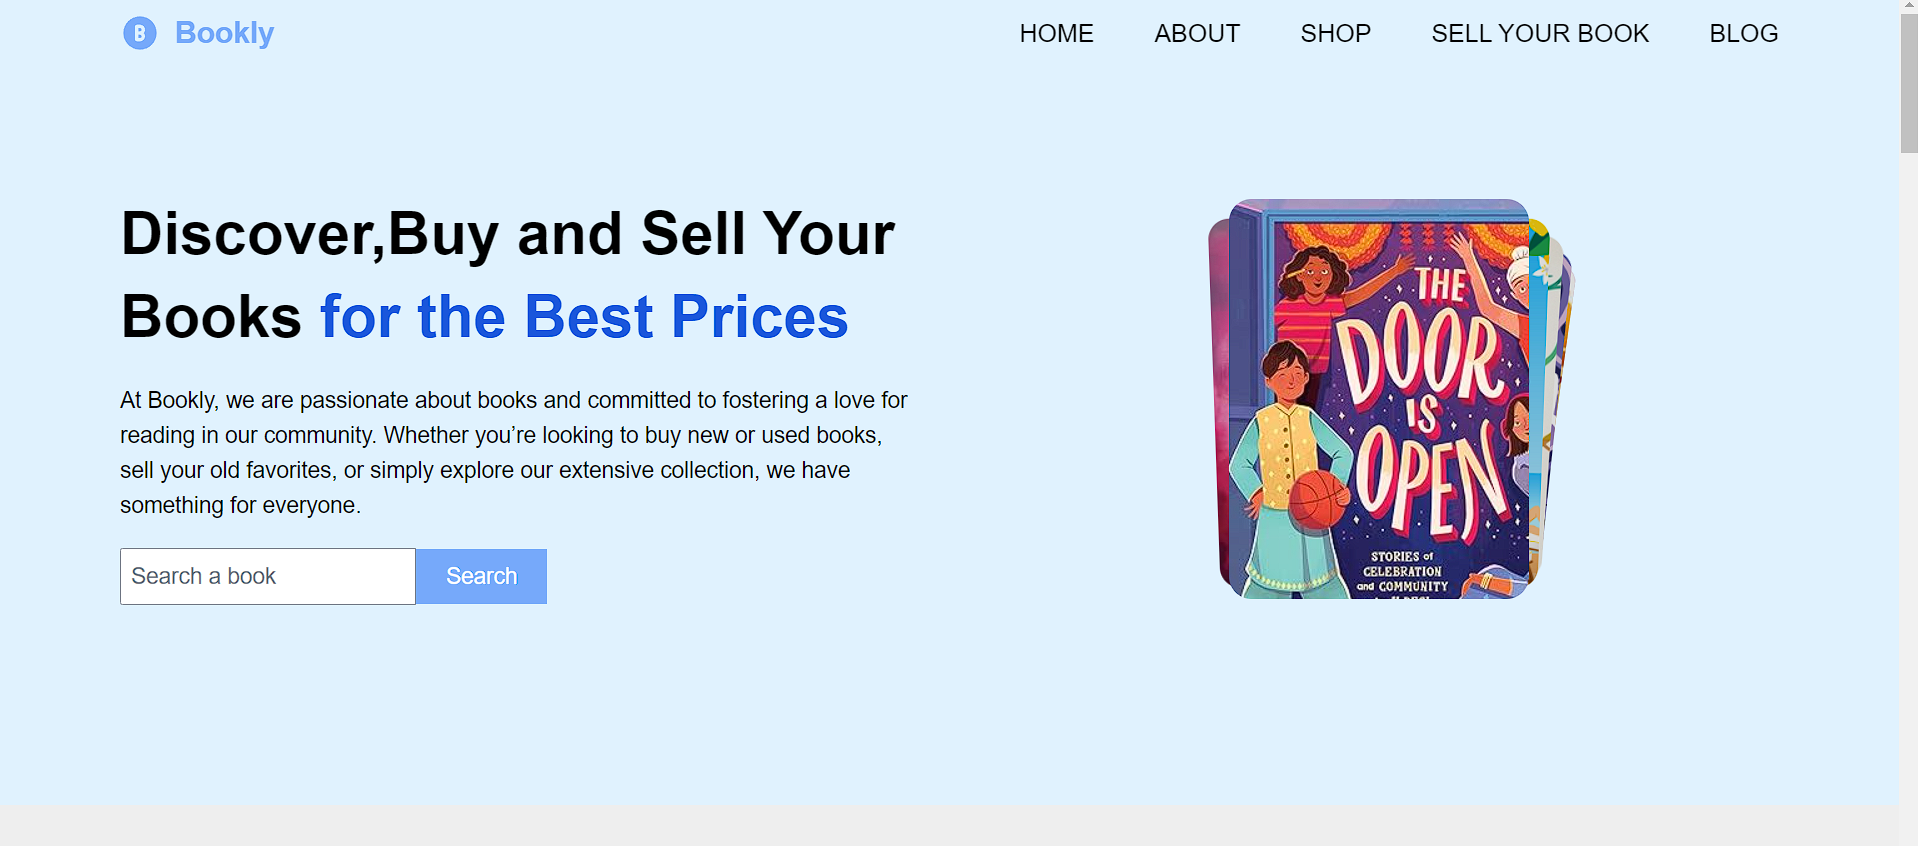 B Bookly
HOME ABOUT SHOP SELL YOUR BOOK BLOG
Discover,Buy and Sell Your
Books for the Best Prices
At Bookly, we are passionate about books and committed to fostering a love for
reading in our community. Whether you’re looking to buy new or used books,
sell your old favorites, or simply explore our extensive collection, we have
something for everyone.
Search a book
Search
THE
DOOR
IS
OPEN
STORIES of
CELEBRATION
and COMMUNITY